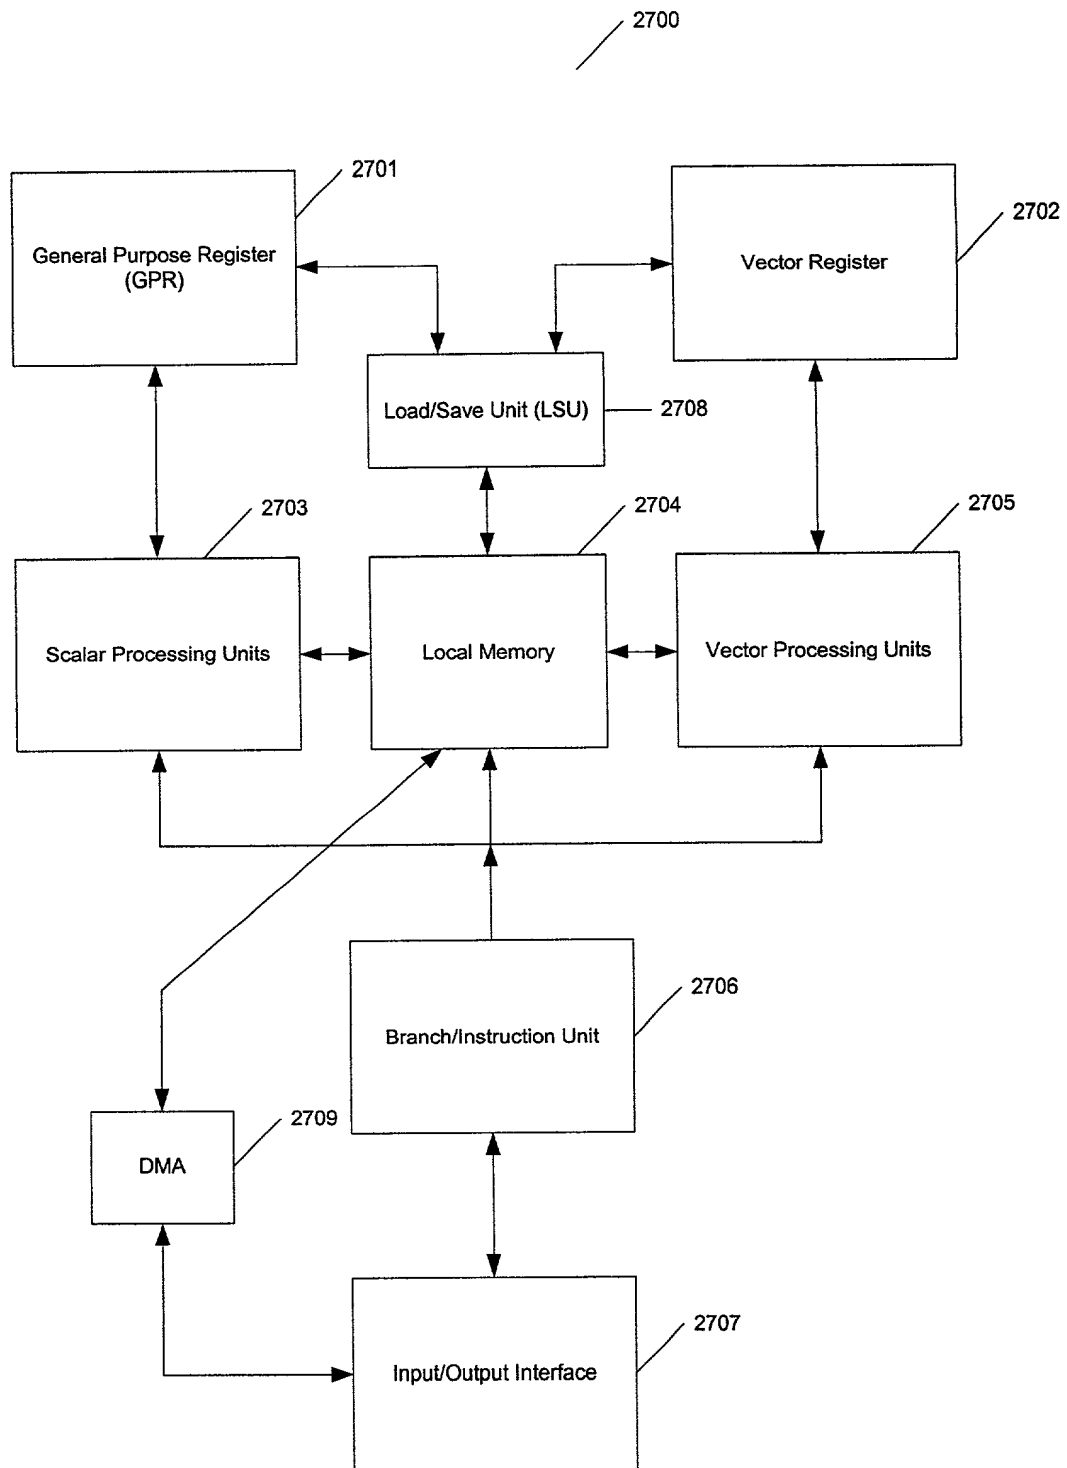 2700
2701
2702
General Purpose Register
(GPR)
Vector Register
Load/Save Unit (LSU)
2708
2703
2704
2705
Scalar Processing Units
Local Memory
Vector Processing Units
2706
Branch/Instruction Unit
2709
DMA
2707
Input/Output Interface